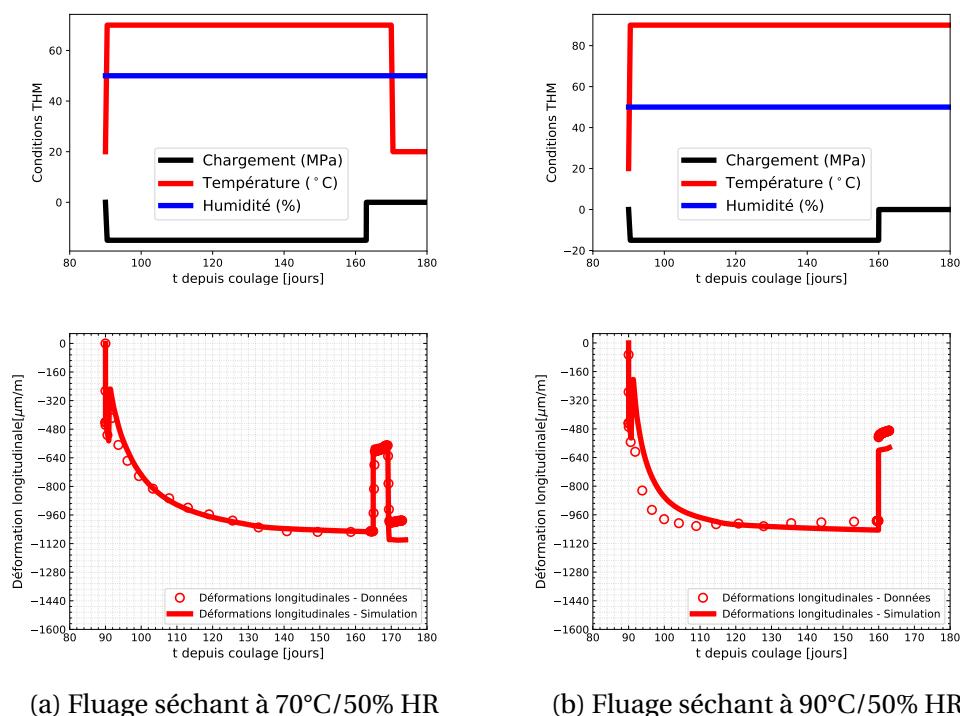 60
40
20
0
Conditions THM
Chargement (MPa)
Température (°C)
Humidité (%)
80 100 120 140 160 180
t depuis coulage [jours]
80
60
40
20
0
−20
Conditions THM
Chargement (MPa)
Température (°C)
Humidité (%)
80 100 120 140 160 180
t depuis coulage [jours]
0
−160
−320
−480
−640
−800
−960
−1120
−1280
−1440
−1600
Déformation longitudinale[μm/m]
Déformations longitudinales - Données
Déformations longitudinales - Simulation
80 90 100 110 120 130 140 150 160 170 180
t depuis coulage [jours]
0
−160
−320
−480
−640
−800
−960
−1120
−1280
−1440
−1600
Déformation longitudinale[μm/m]
Déformations longitudinales - Données
Déformations longitudinales - Simulation
80 90 100 110 120 130 140 150 160 170 180
t depuis coulage [jours]
(a) Fluage séchant à 70°C/50% HR
(b) Fluage séchant à 90°C/50% HR